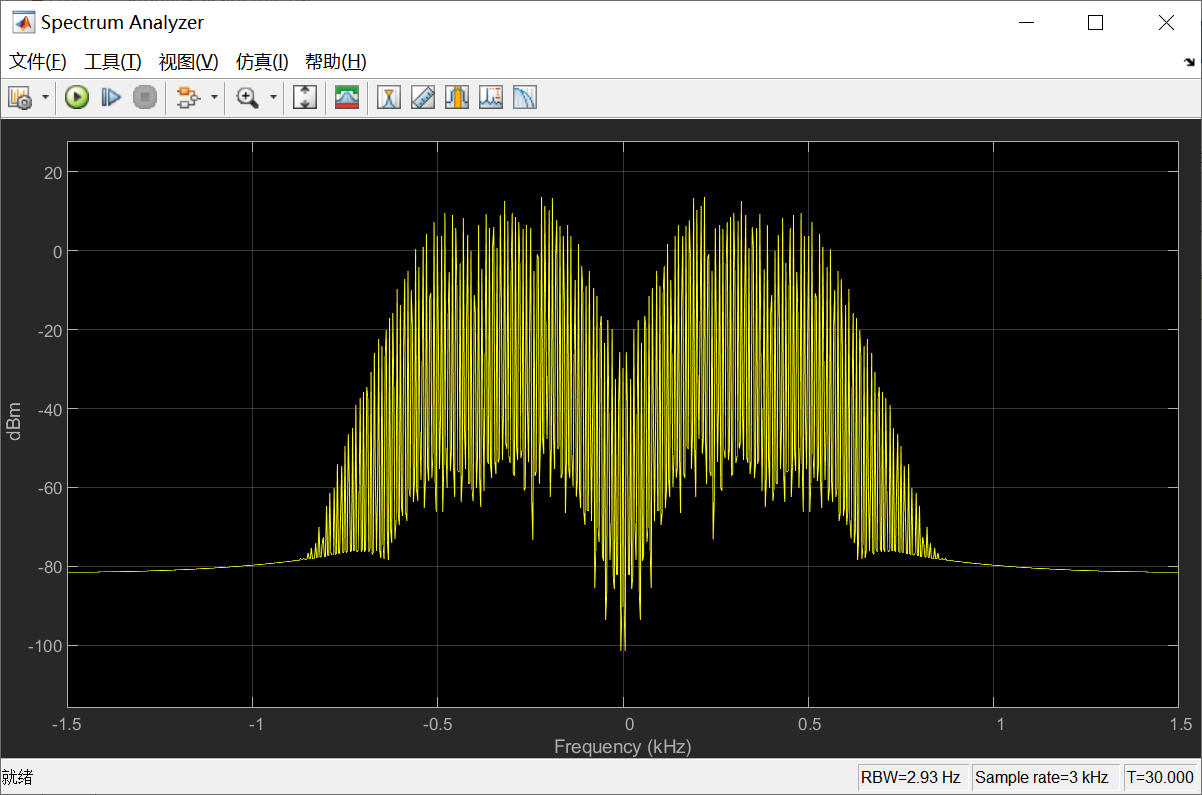 Spectrum Analyzer
文件(F) 工具(T) 视图(V) 仿真(I) 帮助(H)
20
0
-20
-40
-60
-80
-100
dBm
-1.5 -1 -0.5 0 0.5 1 1.5
Frequency (kHz)
就绪 RBW=2.93 Hz Sample rate=3 kHz T=30.000